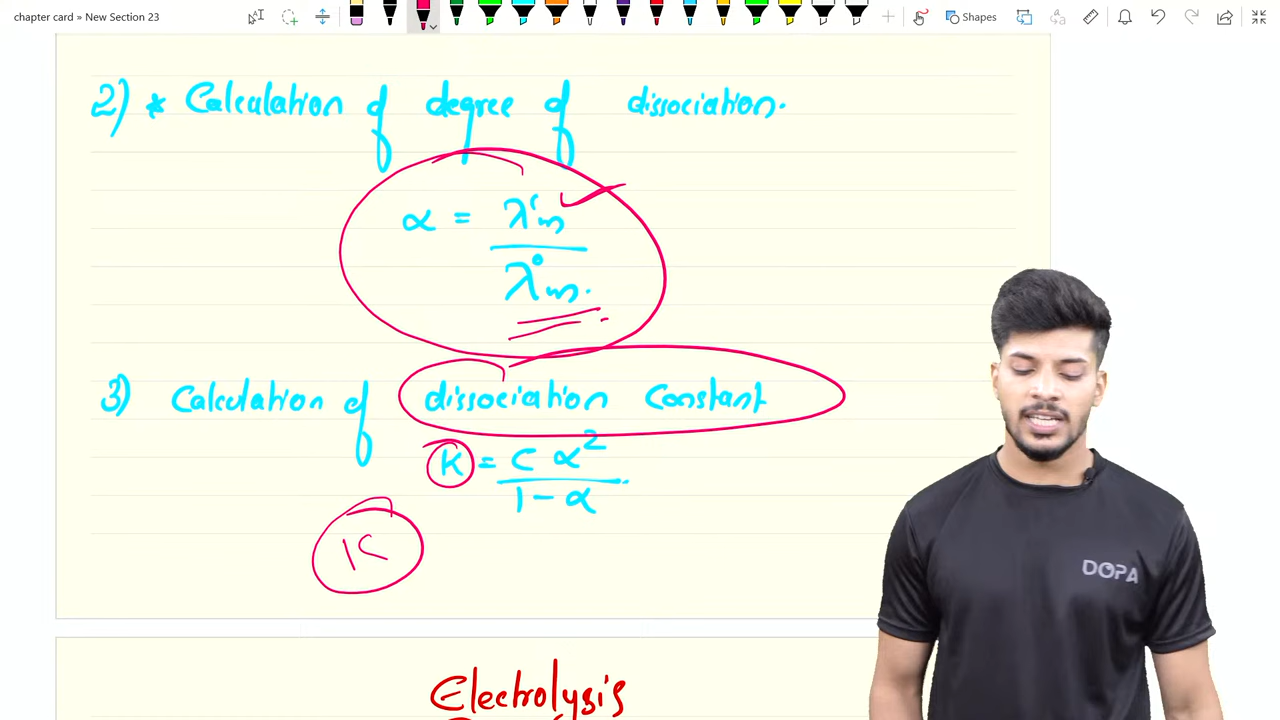 chapter card » New Section 23
Shapes
2) * Calculation of degree of dissociation.
α = λᶜm
λ°m.
3) Calculation of dissociation Constant
K = C α²
1 - α
K
DOPA
Electrolysis